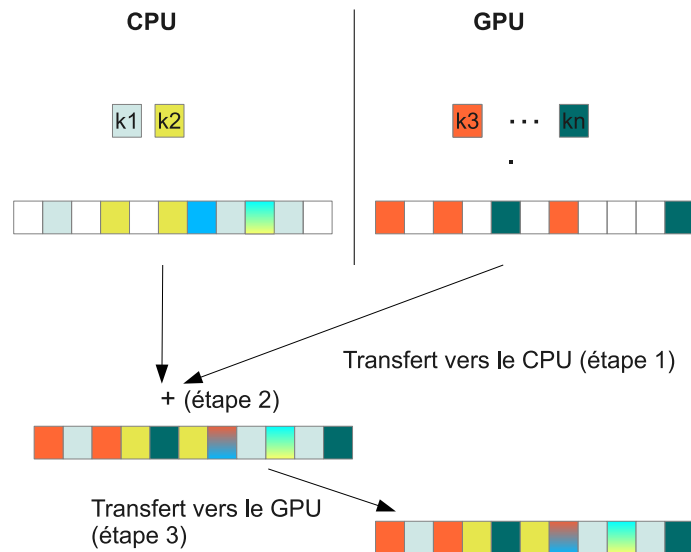 CPU
GPU
k1 k2
k3 ... kn
.
Transfert vers le CPU (étape 1)
+ (étape 2)
Transfert vers le GPU
(étape 3)